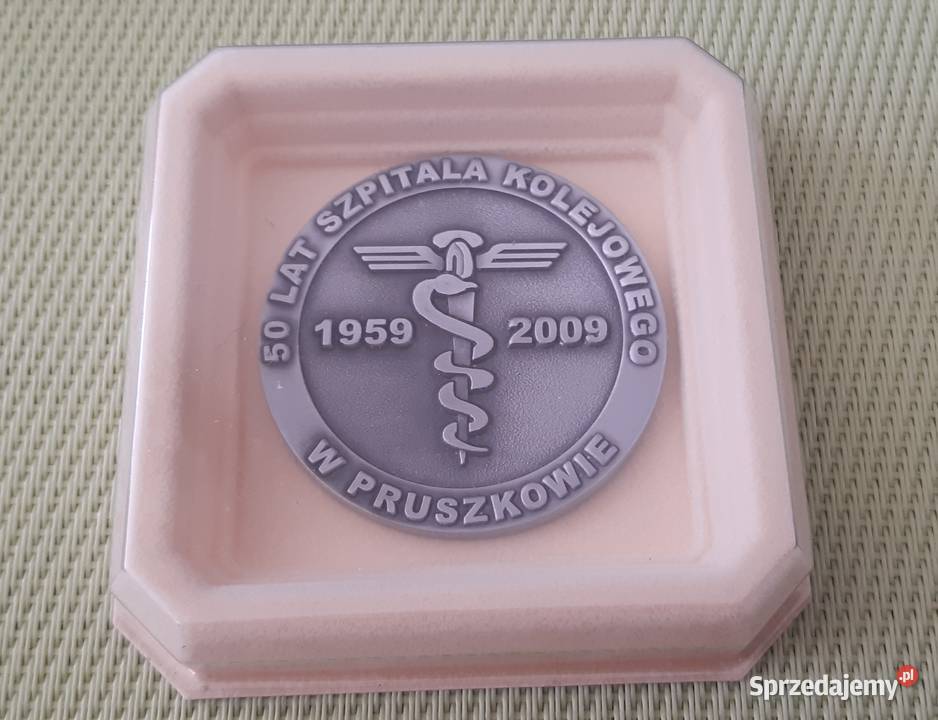 50 LAT SZPITALA KOLEJOWEGO
1959 2009
W PRUSZKOWIE
Sprzedajemy.pl